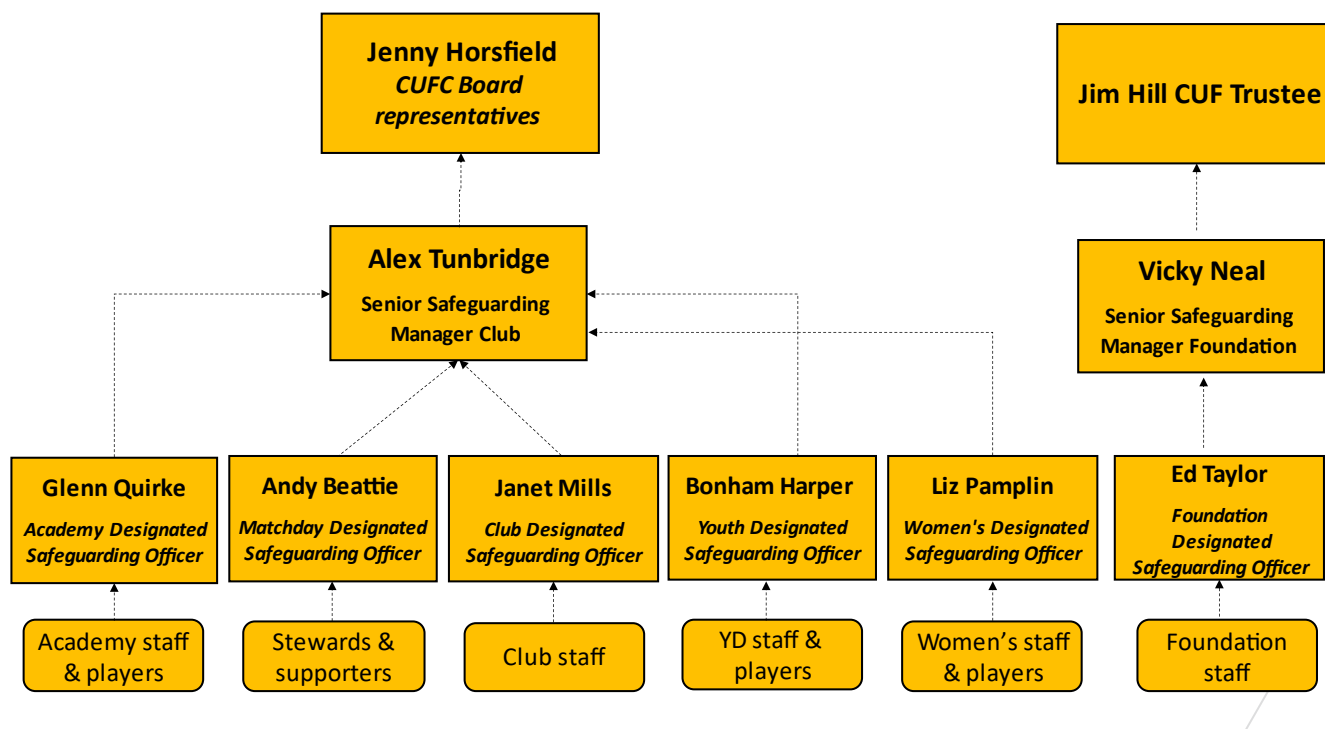 Jenny Horsfield
CUFC Board
representatives
Jim Hill CUF Trustee
Alex Tunbridge
Senior Safeguarding
Manager Club
Vicky Neal
Senior Safeguarding
Manager Foundation
Glenn Quirke
Academy Designated
Safeguarding Officer
Andy Beattie
Matchday Designated
Safeguarding Officer
Janet Mills
Club Designated
Safeguarding Officer
Bonham Harper
Youth Designated
Safeguarding Officer
Liz Pamplin
Women's Designated
Safeguarding Officer
Ed Taylor
Foundation
Designated
Safeguarding Officer
Academy staff
& players
Stewards &
supporters
Club staff
YD staff &
players
Women’s staff
& players
Foundation
staff